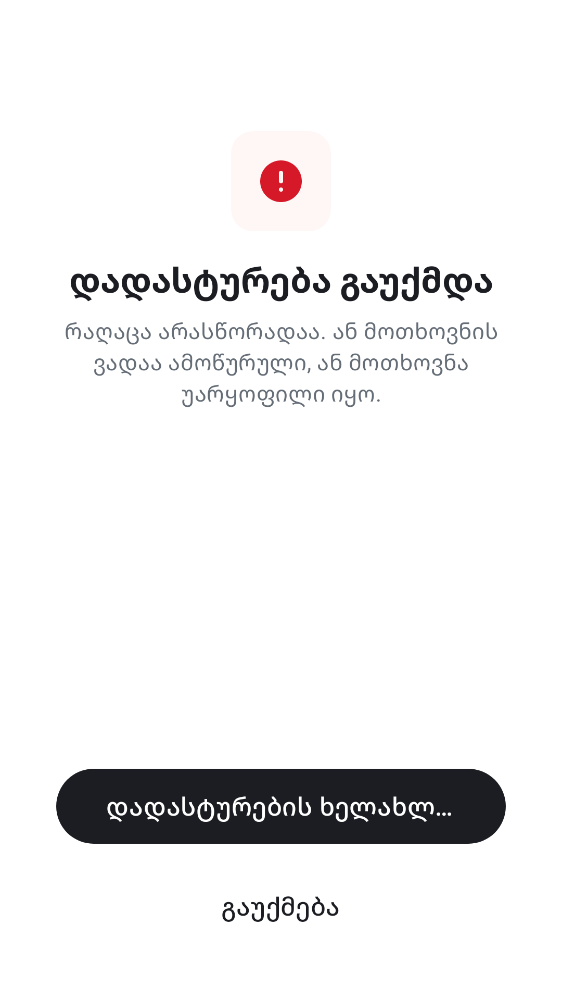 დადასტურება გაუქმდა
რაღაცა არასწორადაა. ან მოთხოვნის
ვადაა ამოწურული, ან მოთხოვნა
უარყოფილი იყო.
დადასტურების ხელახლ...
გაუქმება